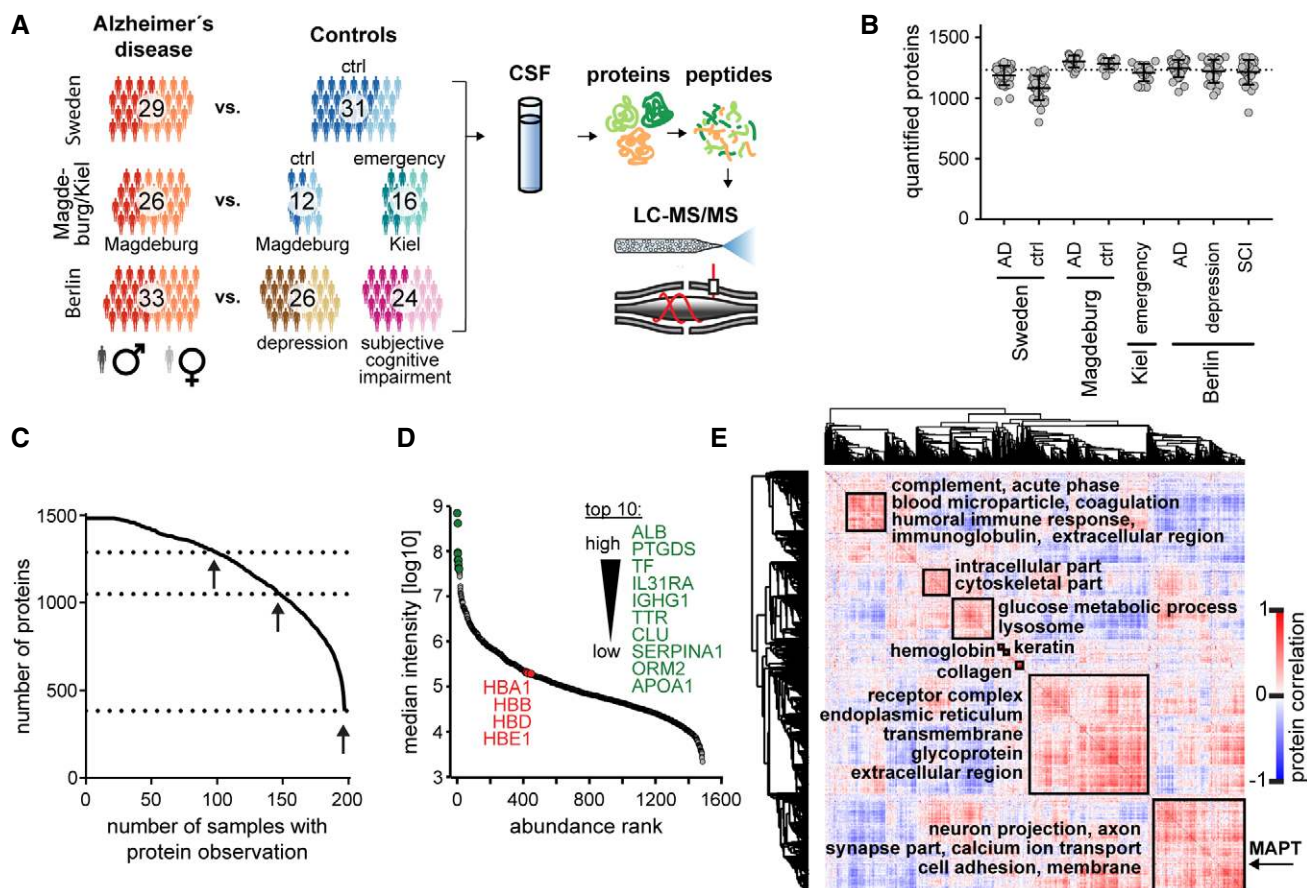 A
Alzheimer´s
disease
Controls
ctrl
Sweden
29
vs.
31
Magde-
burg/Kiel
26
Magdeburg
vs.
ctrl
12
Magdeburg
emergency
16
Kiel
Berlin
33
vs.
26
depression
24
subjective
cognitive
impairment
CSF
proteins
peptides
LC-MS/MS
B
quantified proteins
1500
1000
500
0
AD
ctrl
AD
ctrl
emergency
AD
depression
SCI
Sweden
Magdeburg
Kiel
Berlin
C
number of proteins
1500
1000
500
0
0 50 100 150 200
number of samples with
protein observation
D
median intensity [log10]
9
8
7
6
5
4
3
top 10:
high
low
ALB
PTGDS
TF
IL31RA
IGHG1
TTR
CLU
SERPINA1
ORM2
APOA1
HBA1
HBB
HBD
HBE1
0 400 800 1200 1600
abundance rank
E
complement, acute phase
blood microparticle, coagulation
humoral immune response,
immunoglobulin, extracellular region
intracellular part
cytoskeletal part
glucose metabolic process
lysosome
hemoglobin
keratin
collagen
receptor complex
endoplasmic reticulum
transmembrane
glycoprotein
extracellular region
neuron projection, axon
synapse part, calcium ion transport
cell adhesion, membrane
MAPT
1
0
-1
protein correlation